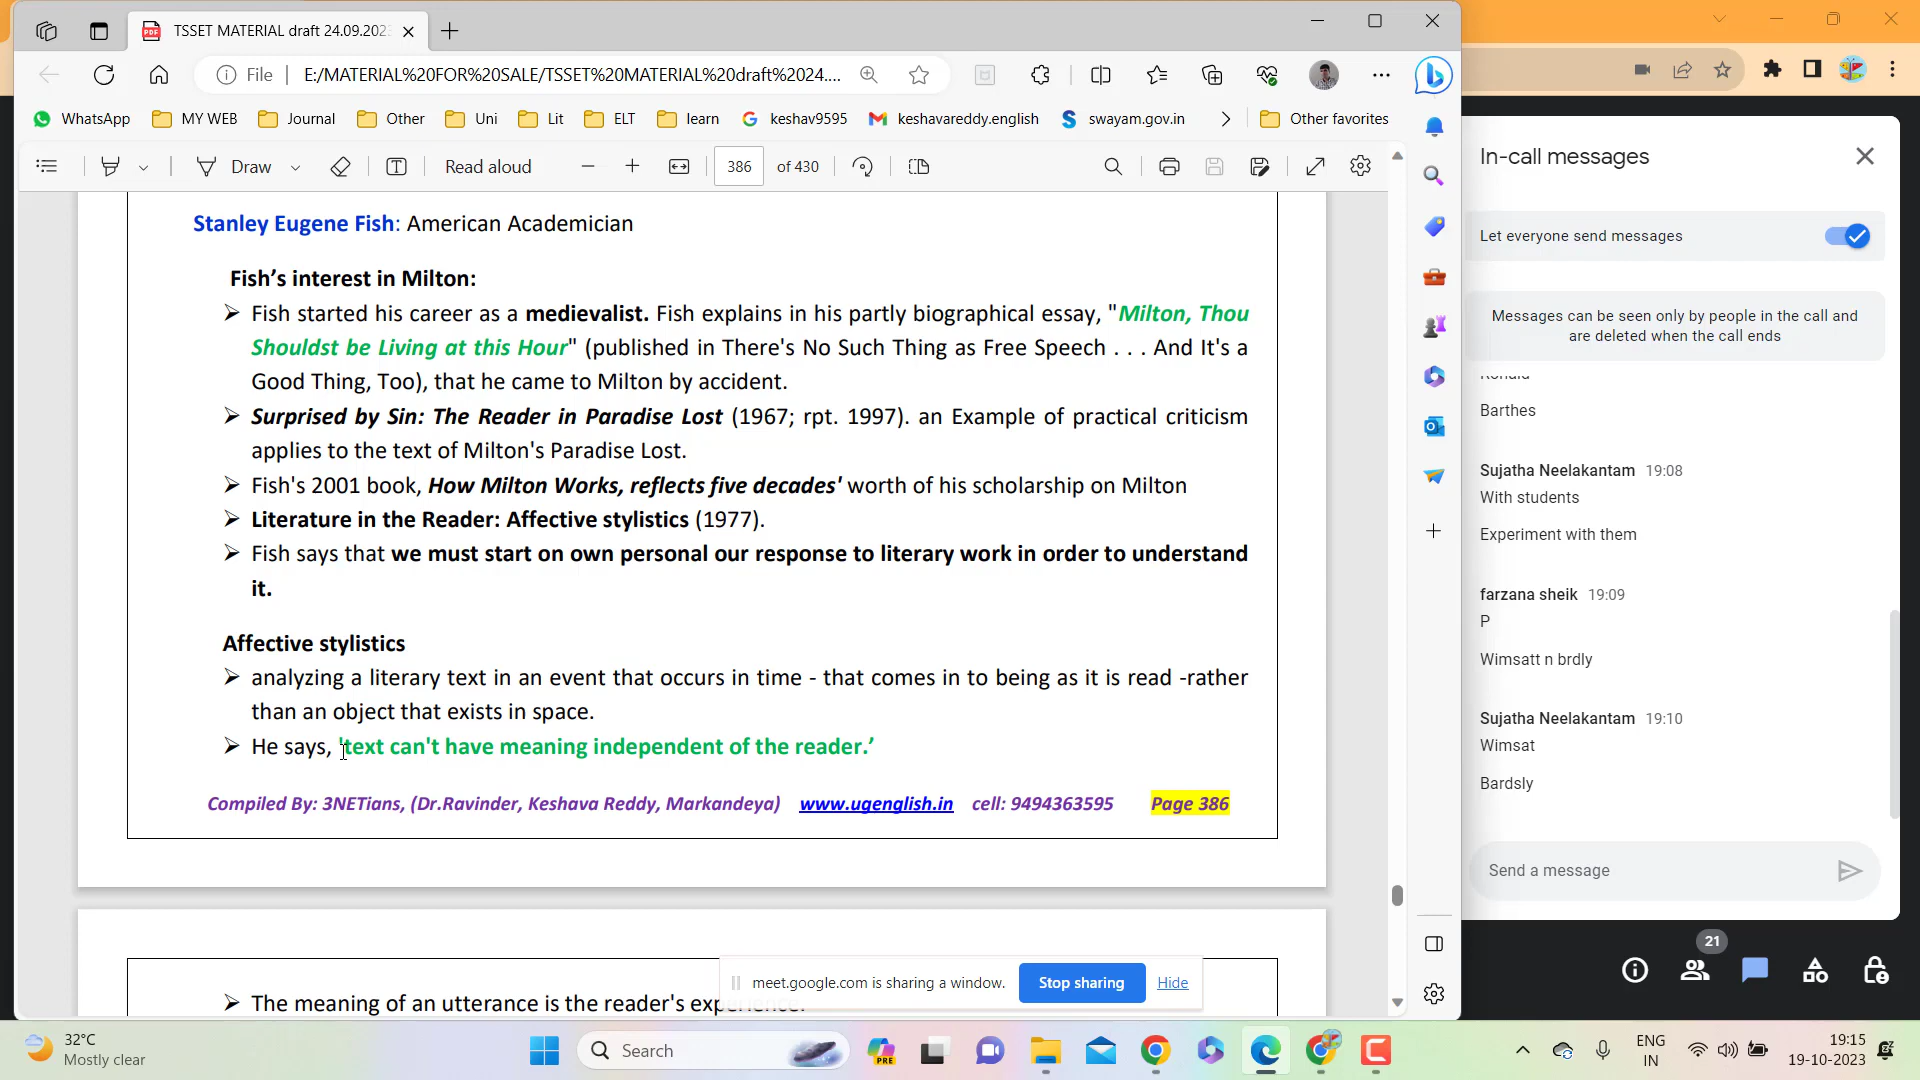 TSSET MATERIAL draft 24.09.202
File
E:/MATERIAL%20FOR%20SALE/TSSET%20MATERIAL%20draft%2024....
WhatsApp MY WEB Journal Other Uni Lit ELT learn keshav9595 keshavareddy.english swayam.gov.in Other favorites
Draw Read aloud 386 of 430
Stanley Eugene Fish: American Academician
Fish’s interest in Milton:
Fish started his career as a medievalist. Fish explains in his partly biographical essay, "Milton, Thou
Shouldst be Living at this Hour" (published in There's No Such Thing as Free Speech . . . And It's a
Good Thing, Too), that he came to Milton by accident.
Surprised by Sin: The Reader in Paradise Lost (1967; rpt. 1997). an Example of practical criticism
applies to the text of Milton's Paradise Lost.
Fish's 2001 book, How Milton Works, reflects five decades' worth of his scholarship on Milton
Literature in the Reader: Affective stylistics (1977).
Fish says that we must start on own personal our response to literary work in order to understand
it.
Affective stylistics
analyzing a literary text in an event that occurs in time - that comes in to being as it is read -rather
than an object that exists in space.
He says, 'text can't have meaning independent of the reader.’
Compiled By: 3NETians, (Dr.Ravinder, Keshava Reddy, Markandeya) www.ugenglish.in cell: 9494363595 Page 386
The meaning of an utterance is the reader's experience.
meet.google.com is sharing a window. Stop sharing Hide
In-call messages
Let everyone send messages
Messages can be seen only by people in the call and
are deleted when the call ends
Ronald
Barthes
Sujatha Neelakantam 19:08
With students
Experiment with them
farzana sheik 19:09
P
Wimsatt n brdly
Sujatha Neelakantam 19:10
Wimsat
Bardsly
Send a message
21
32°C
Mostly clear
Search
PRE
ENG
IN
19:15
19-10-2023